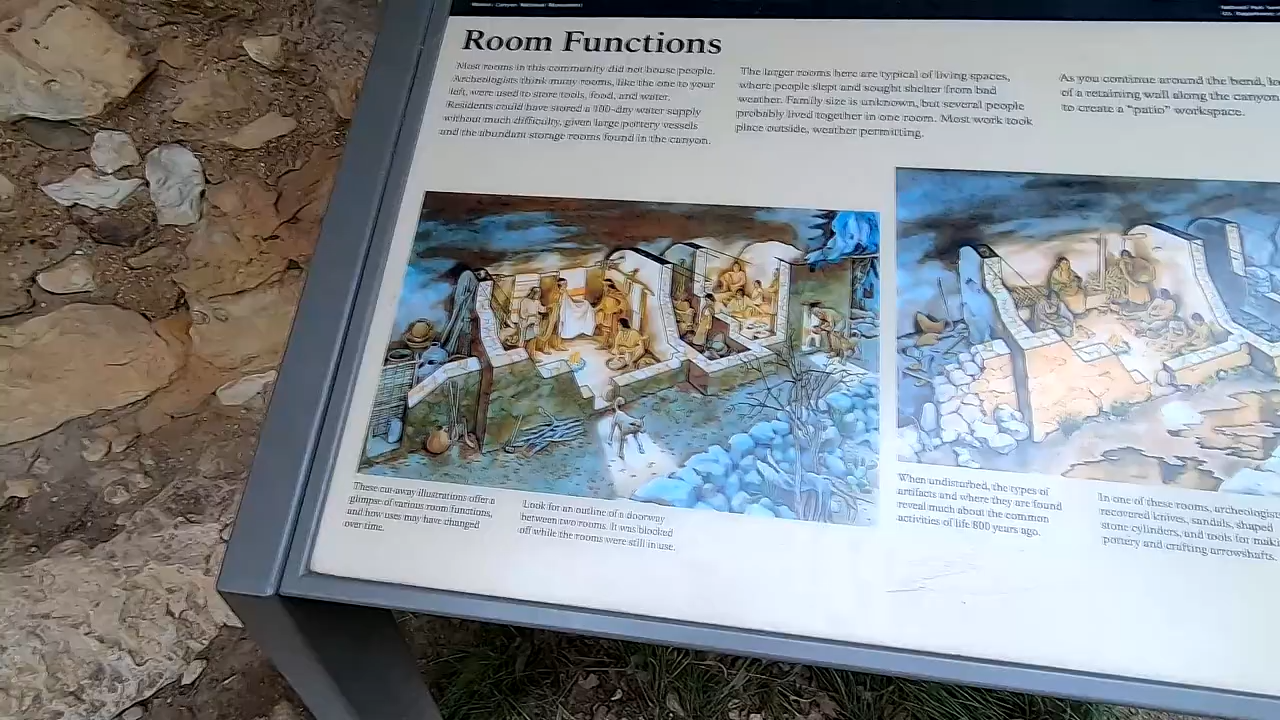 Walnut Canyon National Monument
Room Functions
Most rooms in this community did not house people.
Archeologists think many rooms, like the one to your
left, were used to store tools, food, and water.
Residents could have stored a 100-day water supply
without much difficulty, given large pottery vessels
and the abundant storage rooms found in the canyon.
The larger rooms here are typical of living spaces,
where people slept and sought shelter from bad
weather. Family size is unknown, but several people
probably lived together in one room. Most work took
place outside, weather permitting.
As you continue around the bend,
of a retaining wall along the canyon
to create a "patio" workspace.
These cut-away illustrations offer a
glimpse of various room functions,
and how uses may have changed
over time.
Look for an outline of a doorway
between two rooms. It was blocked
off while the rooms were still in use.
When undisturbed, the types of
artifacts and where they are found
reveal much about the common
activities of life 800 years ago.
In one of these rooms, archeologists
recovered knives, sandals, shaped
stone cylinders, and tools for
pottery and crafting arrowshafts.